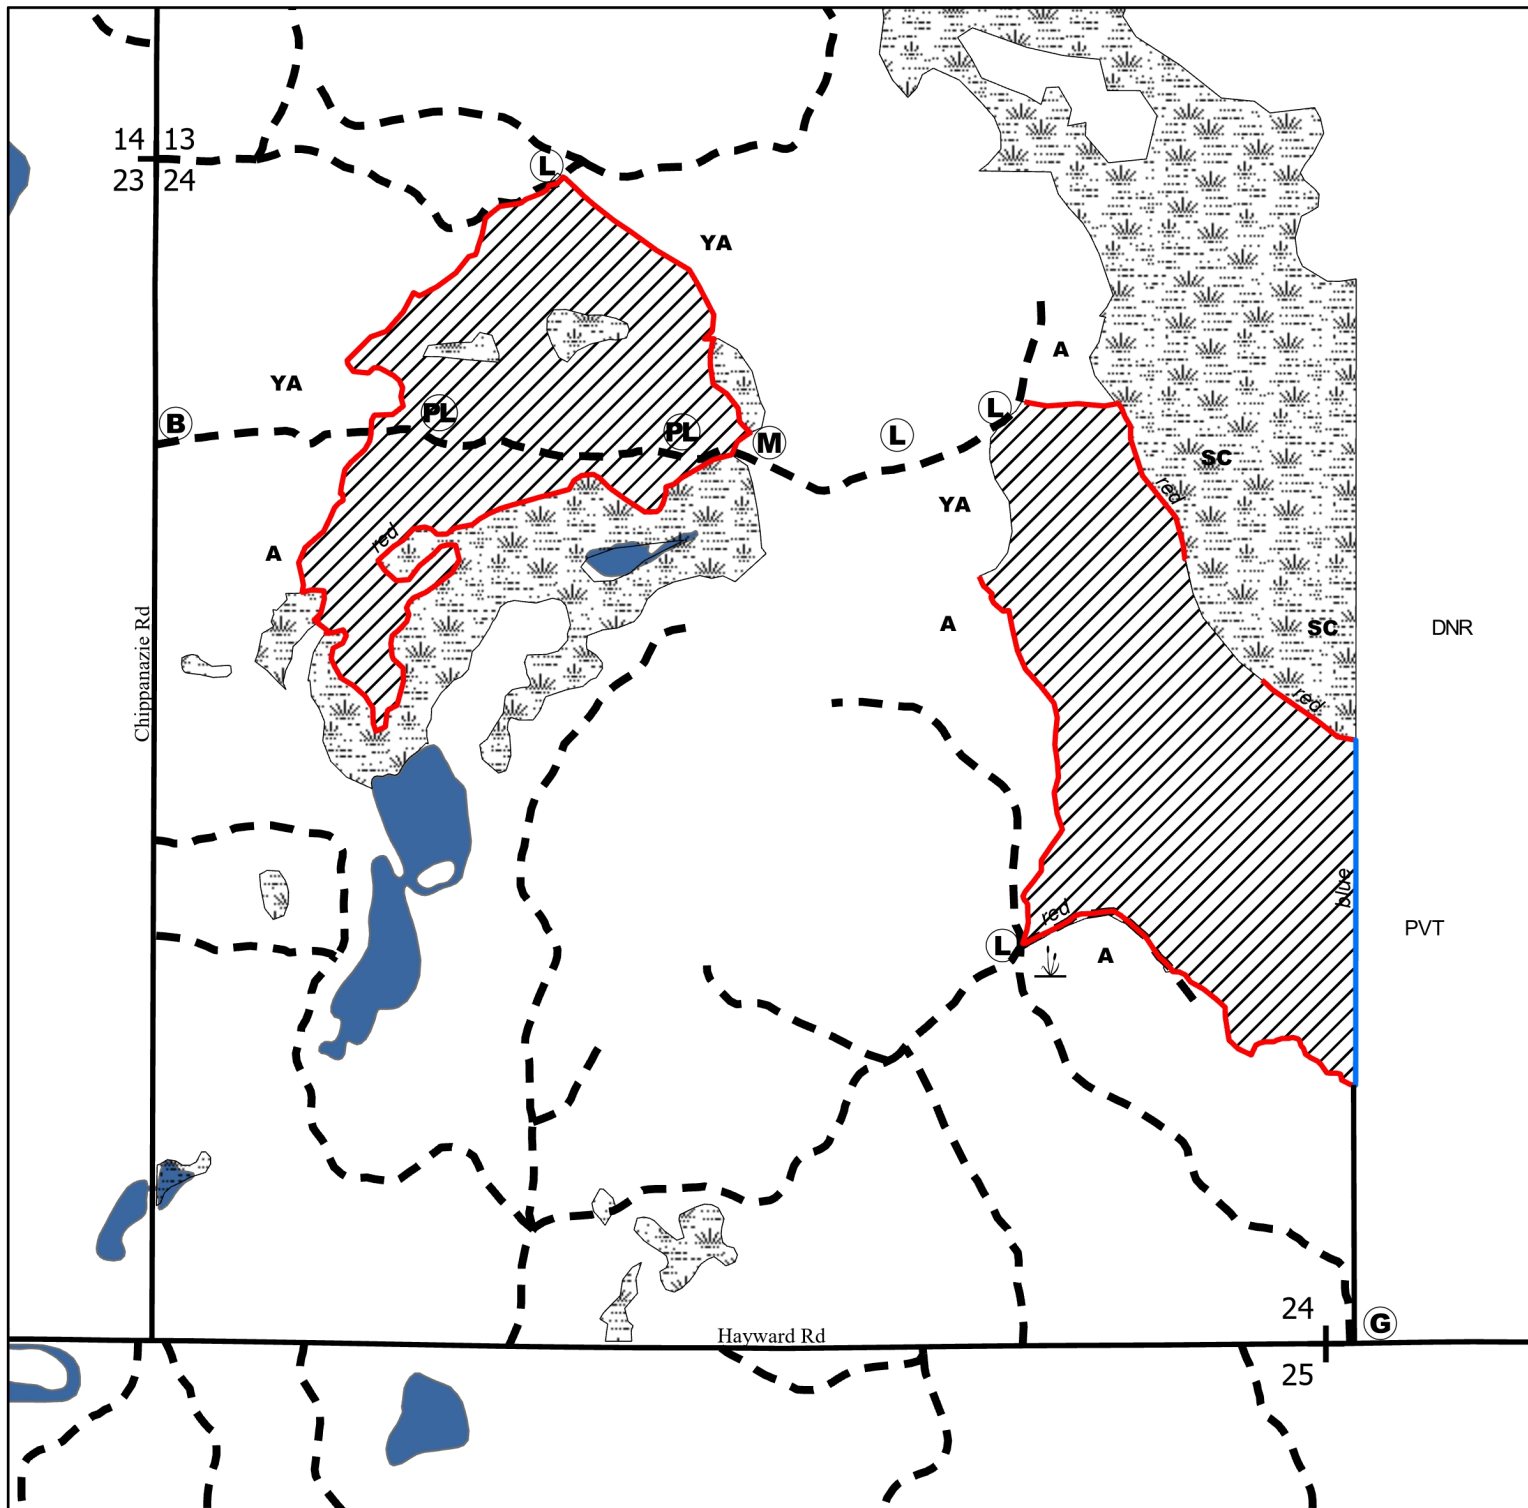 14 13
23 24
L
YA
A
YA
L
PL
B
PL
L
M
SC
red
YA
red
A
A
SC
DNR
Chippanazie Rd
red
blue
red
PVT
L
A
24
G
Hayward Rd
25